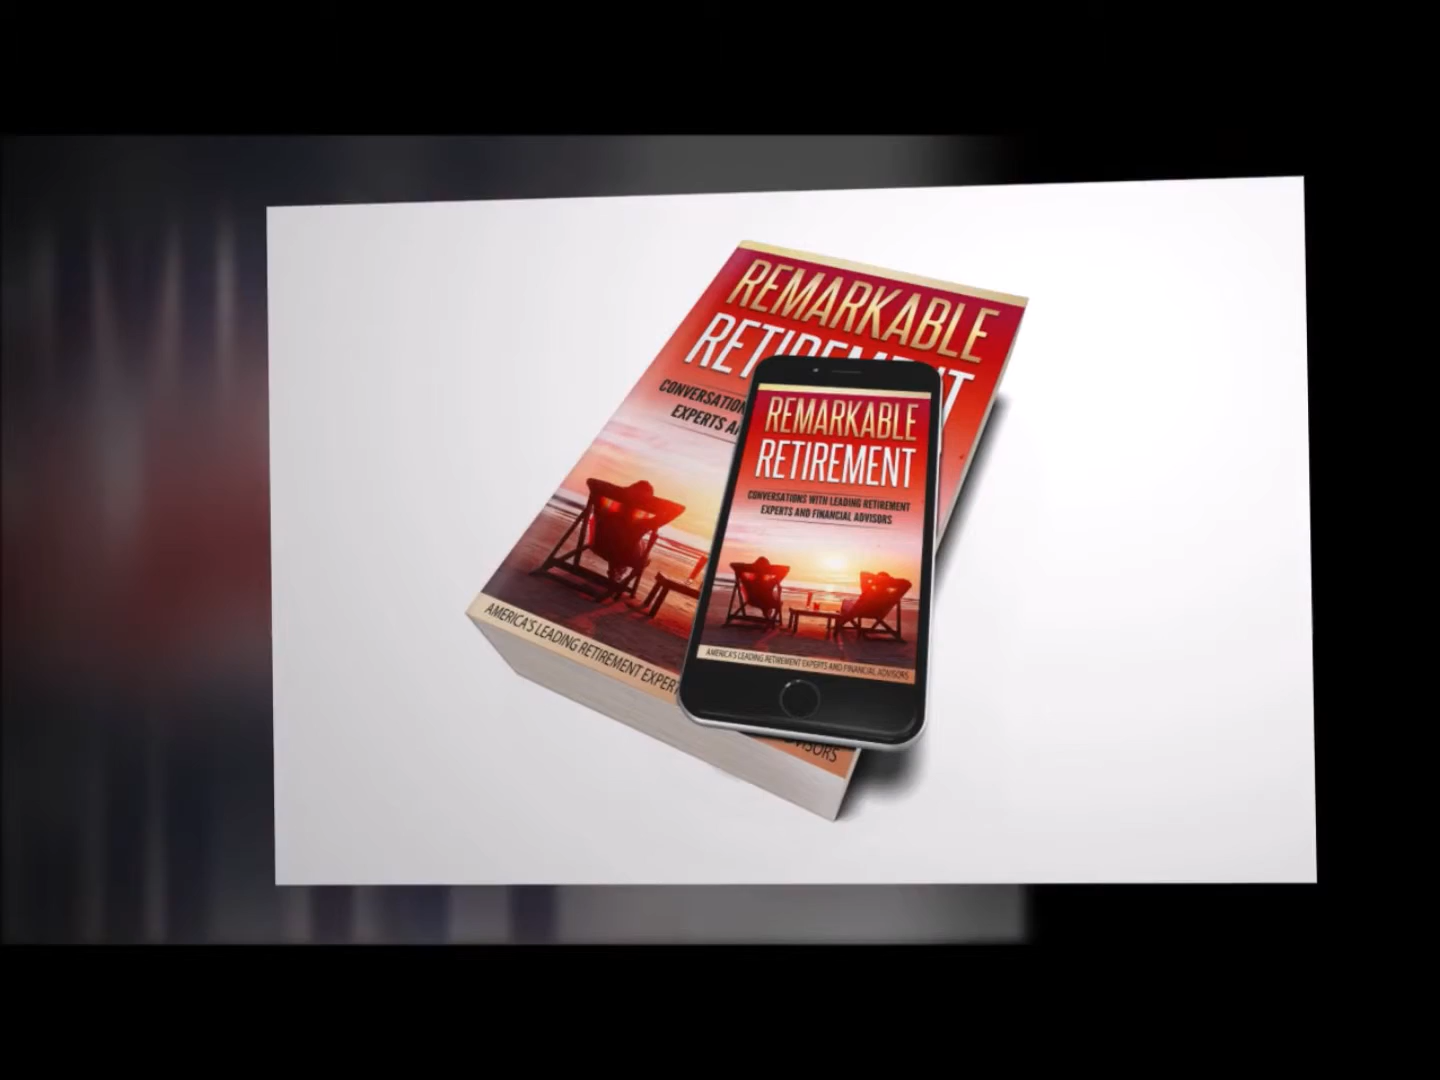 REMARKABLE
RETIREMENT
CONVERSATION
EXPERTS A
AMERICA'S LEADING RETIREMENT EXPERT
VISORS
REMARKABLE
RETIREMENT
CONVERSATIONS WITH LEADING RETIREMENT
EXPERTS AND FINANCIAL ADVISORS
AMERICA'S LEADING RETIREMENT EXPERTS AND FINANCIAL ADVISORS